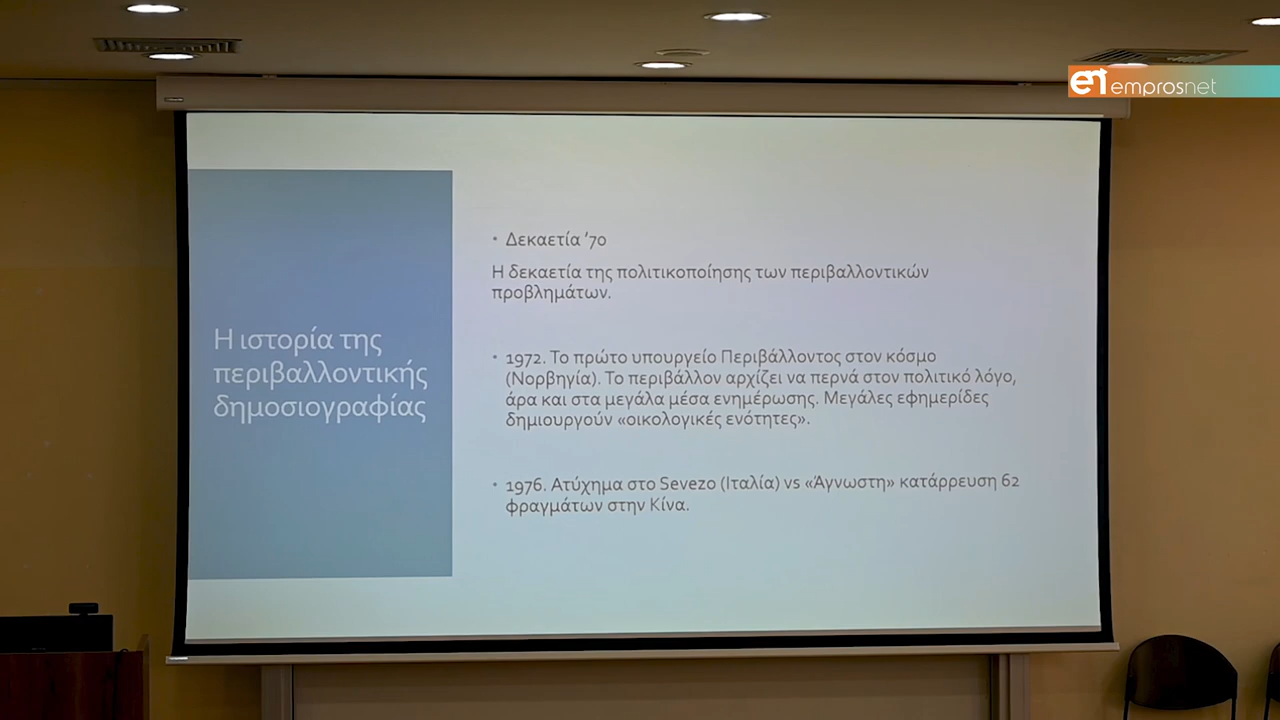 en emprosnet
Η ιστορία της
περιβαλλοντικής
δημοσιογραφίας
• Δεκαετία '70
Η δεκαετία της πολιτικοποίησης των περιβαλλοντικών
προβλημάτων.
• 1972. Το πρώτο υπουργείο Περιβάλλοντος στον κόσμο
(Νορβηγία). Το περιβάλλον αρχίζει να περνά στον πολιτικό λόγο,
άρα και στα μεγάλα μέσα ενημέρωσης. Μεγάλες εφημερίδες
δημιουργούν «οικολογικές ενότητες».
• 1976. Ατύχημα στο Sevezo (Ιταλία) vs «Άγνωστη» κατάρρευση 62
φραγμάτων στην Κίνα.